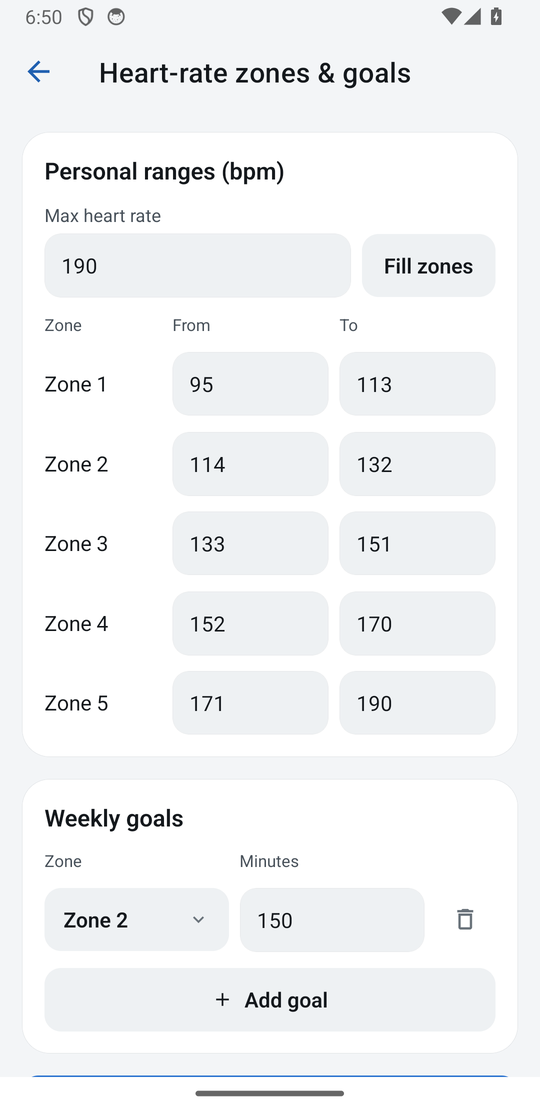 6:50
Heart-rate zones & goals
Personal ranges (bpm)
Max heart rate
190 Fill zones
Zone From To
Zone 1 95 113
Zone 2 114 132
Zone 3 133 151
Zone 4 152 170
Zone 5 171 190
Weekly goals
Zone Minutes
Zone 2 150
+ Add goal